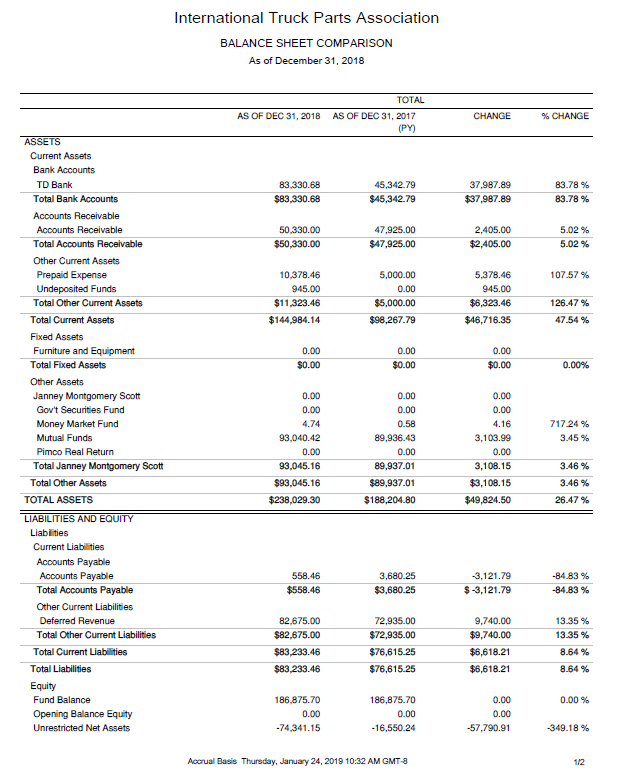 International Truck Parts Association
BALANCE SHEET COMPARISON
As of December 31, 2018
TOTAL
AS OF DEC 31, 2018 AS OF DEC 31, 2017 (PY) CHANGE % CHANGE
ASSETS
Current Assets
Bank Accounts
TD Bank 83,330.68 45,342.79 37,987.89 83.78 %
Total Bank Accounts $83,330.68 $45,342.79 $37,987.89 83.78 %
Accounts Receivable
Accounts Receivable 50,330.00 47,925.00 2,405.00 5.02 %
Total Accounts Receivable $50,330.00 $47,925.00 $2,405.00 5.02 %
Other Current Assets
Prepaid Expense 10,378.46 5,000.00 5,378.46 107.57 %
Undeposited Funds 945.00 0.00 945.00
Total Other Current Assets $11,323.46 $5,000.00 $6,323.46 126.47 %
Total Current Assets $144,984.14 $98,267.79 $46,716.35 47.54 %
Fixed Assets
Furniture and Equipment 0.00 0.00 0.00
Total Fixed Assets $0.00 $0.00 $0.00 0.00%
Other Assets
Janney Montgomery Scott 0.00 0.00 0.00
Gov't Securities Fund 0.00 0.00 0.00
Money Market Fund 4.74 0.58 4.16 717.24 %
Mutual Funds 93,040.42 89,936.43 3,103.99 3.45 %
Pimco Real Return 0.00 0.00 0.00
Total Janney Montgomery Scott 93,045.16 89,937.01 3,108.15 3.46 %
Total Other Assets $93,045.16 $89,937.01 $3,108.15 3.46 %
TOTAL ASSETS $238,029.30 $188,204.80 $49,824.50 26.47 %
LIABILITIES AND EQUITY
Liabilities
Current Liabilities
Accounts Payable
Accounts Payable 558.46 3,680.25 -3,121.79 -84.83 %
Total Accounts Payable $558.46 $3,680.25 $ -3,121.79 -84.83 %
Other Current Liabilities
Deferred Revenue 82,675.00 72,935.00 9,740.00 13.35 %
Total Other Current Liabilities $82,675.00 $72,935.00 $9,740.00 13.35 %
Total Current Liabilities $83,233.46 $76,615.25 $6,618.21 8.64 %
Total Liabilities $83,233.46 $76,615.25 $6,618.21 8.64 %
Equity
Fund Balance 186,875.70 186,875.70 0.00 0.00 %
Opening Balance Equity 0.00 0.00 0.00
Unrestricted Net Assets -74,341.15 -16,550.24 -57,790.91 -349.18 %
Accrual Basis Thursday, January 24, 2019 10:32 AM GMT-8 1/2